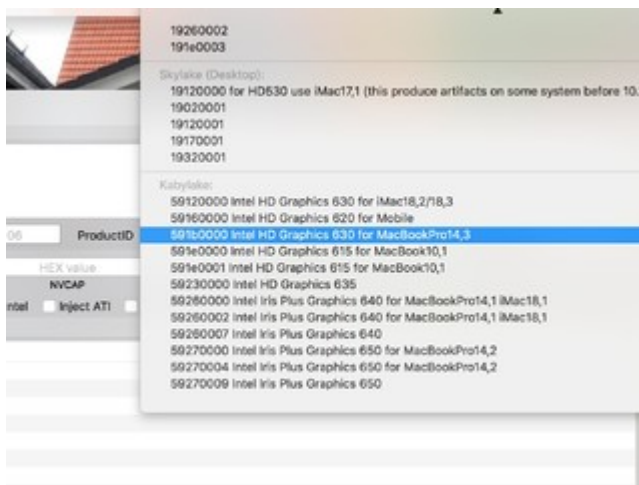 19260002
191e0003
Skylake (Desktop):
19120000 for HD530 use iMac17,1 (this produce artifacts on some system before 10.
19020001
19120001
19170001
19320001
Kabylake:
59120000 Intel HD Graphics 630 for iMac18,2/18,3
59160000 Intel HD Graphics 620 for Mobile
591b0000 Intel HD Graphics 630 for MacBookPro14,3
06 ProductID
591e0000 Intel HD Graphics 615 for MacBook10,1
HEX value
591e0001 Intel HD Graphics 615 for MacBook10,1
NVCAP
59230000 Intel HD Graphics 635
ntel Inject ATI
59260000 Intel Iris Plus Graphics 640 for MacBookPro14,1 iMac18,1
59260002 Intel Iris Plus Graphics 640 for MacBookPro14,1 iMac18,1
59260007 Intel Iris Plus Graphics 640
59270000 Intel Iris Plus Graphics 650 for MacBookPro14,2
59270004 Intel Iris Plus Graphics 650 for MacBookPro14,2
59270009 Intel Iris Plus Graphics 650